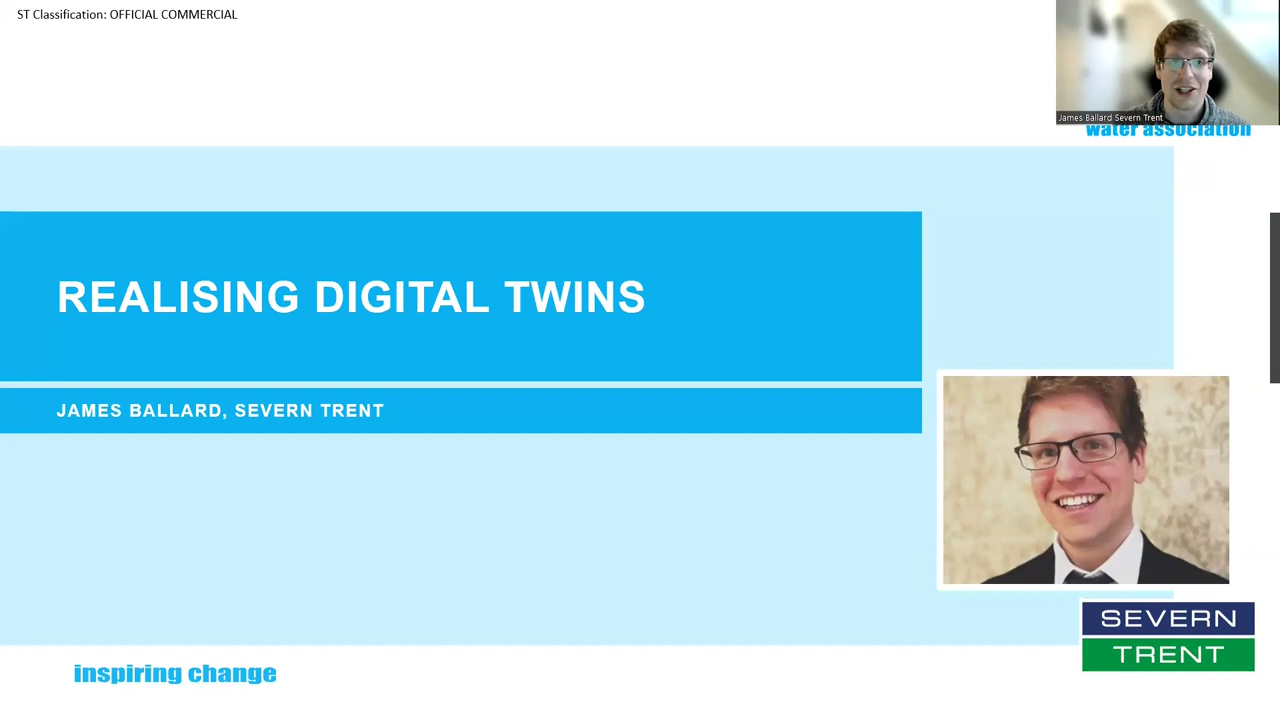 ST Classification: OFFICIAL COMMERCIAL
James Ballard Severn Trent
water association
REALISING DIGITAL TWINS
JAMES BALLARD, SEVERN TRENT
SEVERN
TRENT
inspiring change